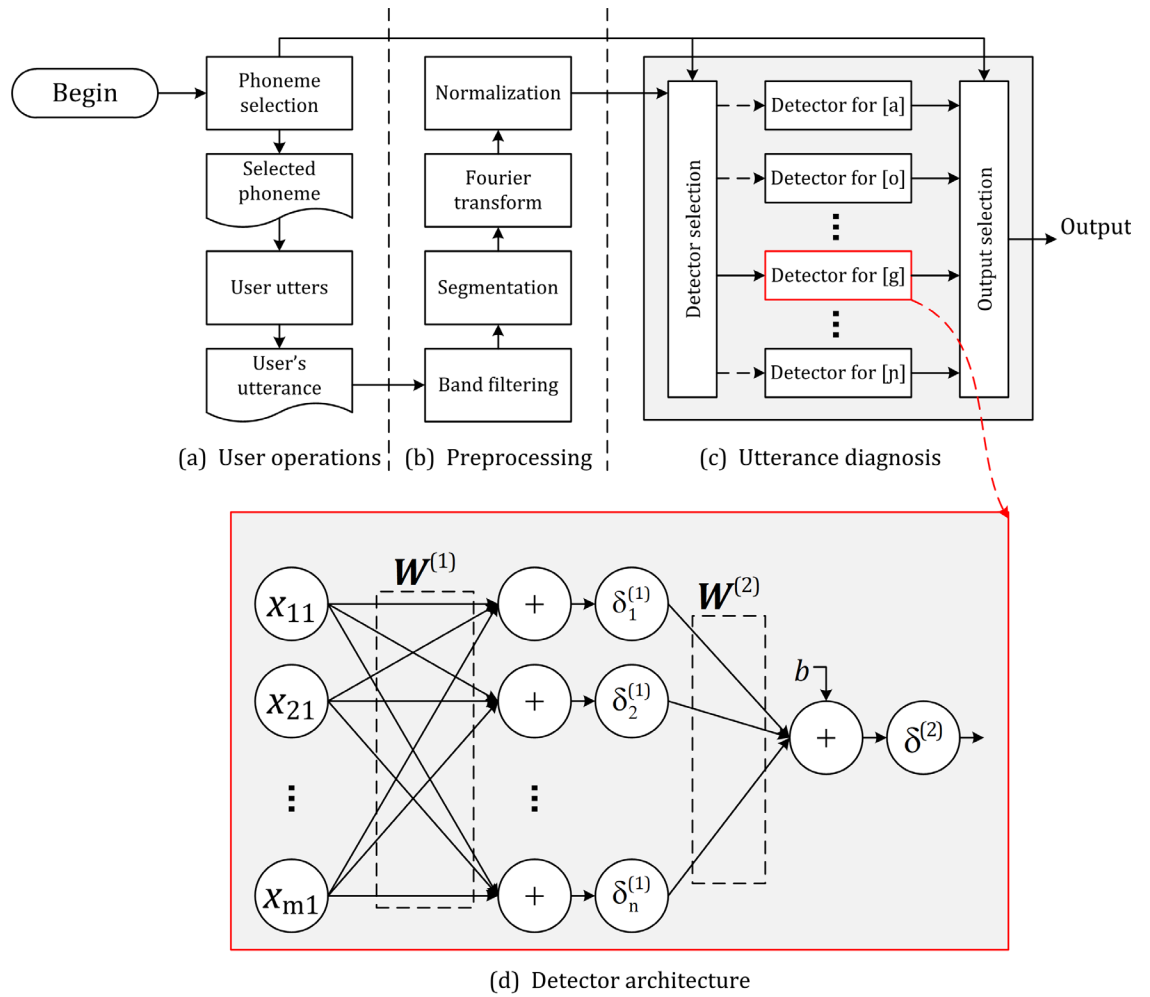 Begin
Phoneme
selection
Selected
phoneme
User utters
User's
utterance
(a) User operations
Normalization
Fourier
transform
Segmentation
Band filtering
(b) Preprocessing
Detector selection
Detector for [a]
Detector for [o]
⋮
Detector for [g]
⋮
Detector for [ɲ]
Output selection
Output
(c) Utterance diagnosis
x₁₁
x₂₁
⋮
xₘ₁
W⁽¹⁾
+
+
⋮
+
δ₁⁽¹⁾
δ₂⁽¹⁾
δₙ⁽¹⁾
W⁽²⁾
b
+
δ⁽²⁾
(d) Detector architecture